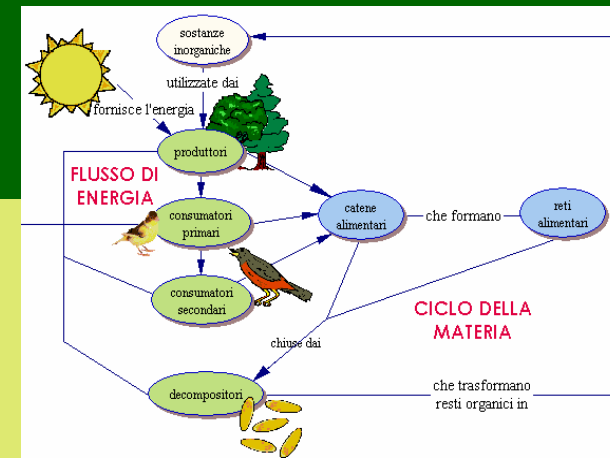 sostanze
inorganiche
utilizzate dai
fornisce l'energia
produttori
FLUSSO DI
ENERGIA
consumatori
primari
catene
alimentari
che formano
reti
alimentari
consumatori
secondari
CICLO DELLA
MATERIA
chiuse dai
decompositori
che trasformano
resti organici in